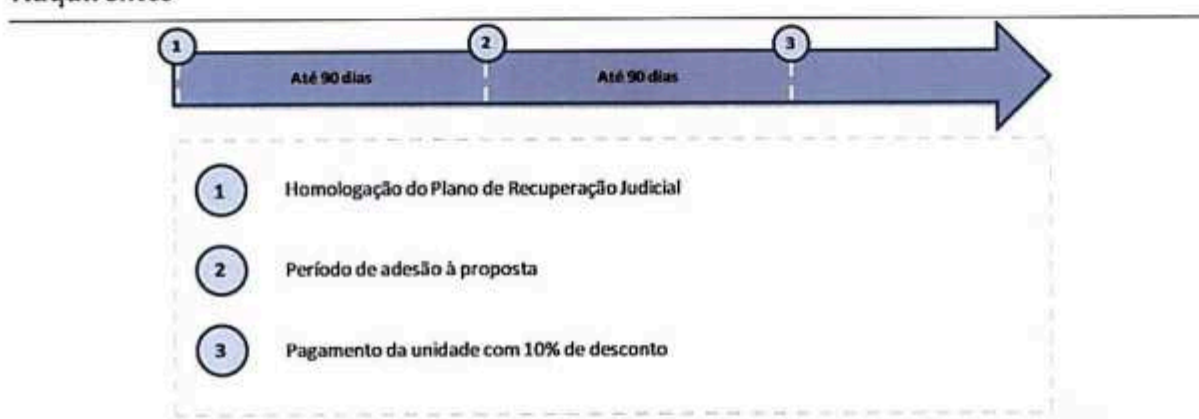 1
2
3
Até 90 dias
Até 90 dias
1 Homologação do Plano de Recuperação Judicial
2 Período de adesão à proposta
3 Pagamento da unidade com 10% de desconto